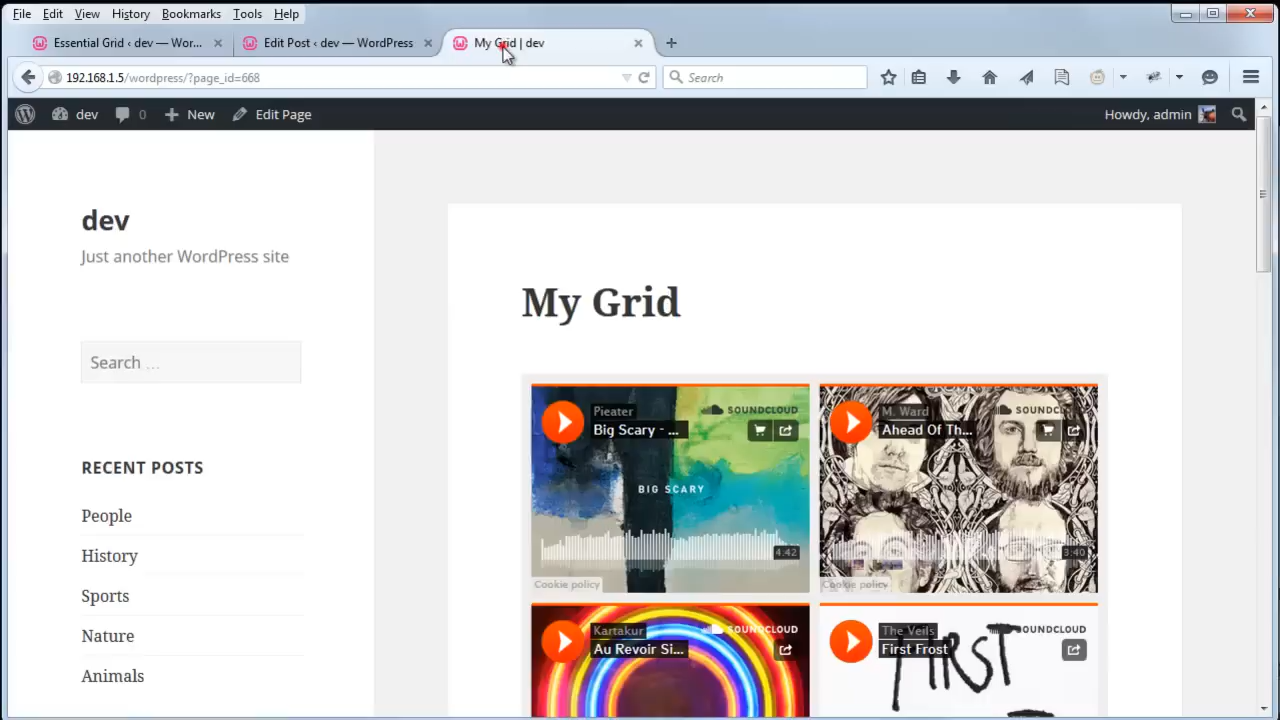 File Edit View History Bookmarks Tools Help
Essential Grid ‹ dev — Wor... Edit Post ‹ dev — WordPress My Grid | dev
192.168.1.5/wordpress/?page_id=668 Search
dev 0 New Edit Page Howdy, admin
dev
Just another WordPress site
Search ...
RECENT POSTS
People
History
Sports
Nature
Animals
My Grid
Pieater SOUNDCLOUD
Big Scary - ...
BIG SCARY
4:42
Cookie policy
M. Ward SOUNDCLOUD
Ahead Of Th...
3:40
Cookie policy
Kartakur SOUNDCLOUD
Au Revoir Si...
The Veils SOUNDCLOUD
First Frost
FIRST